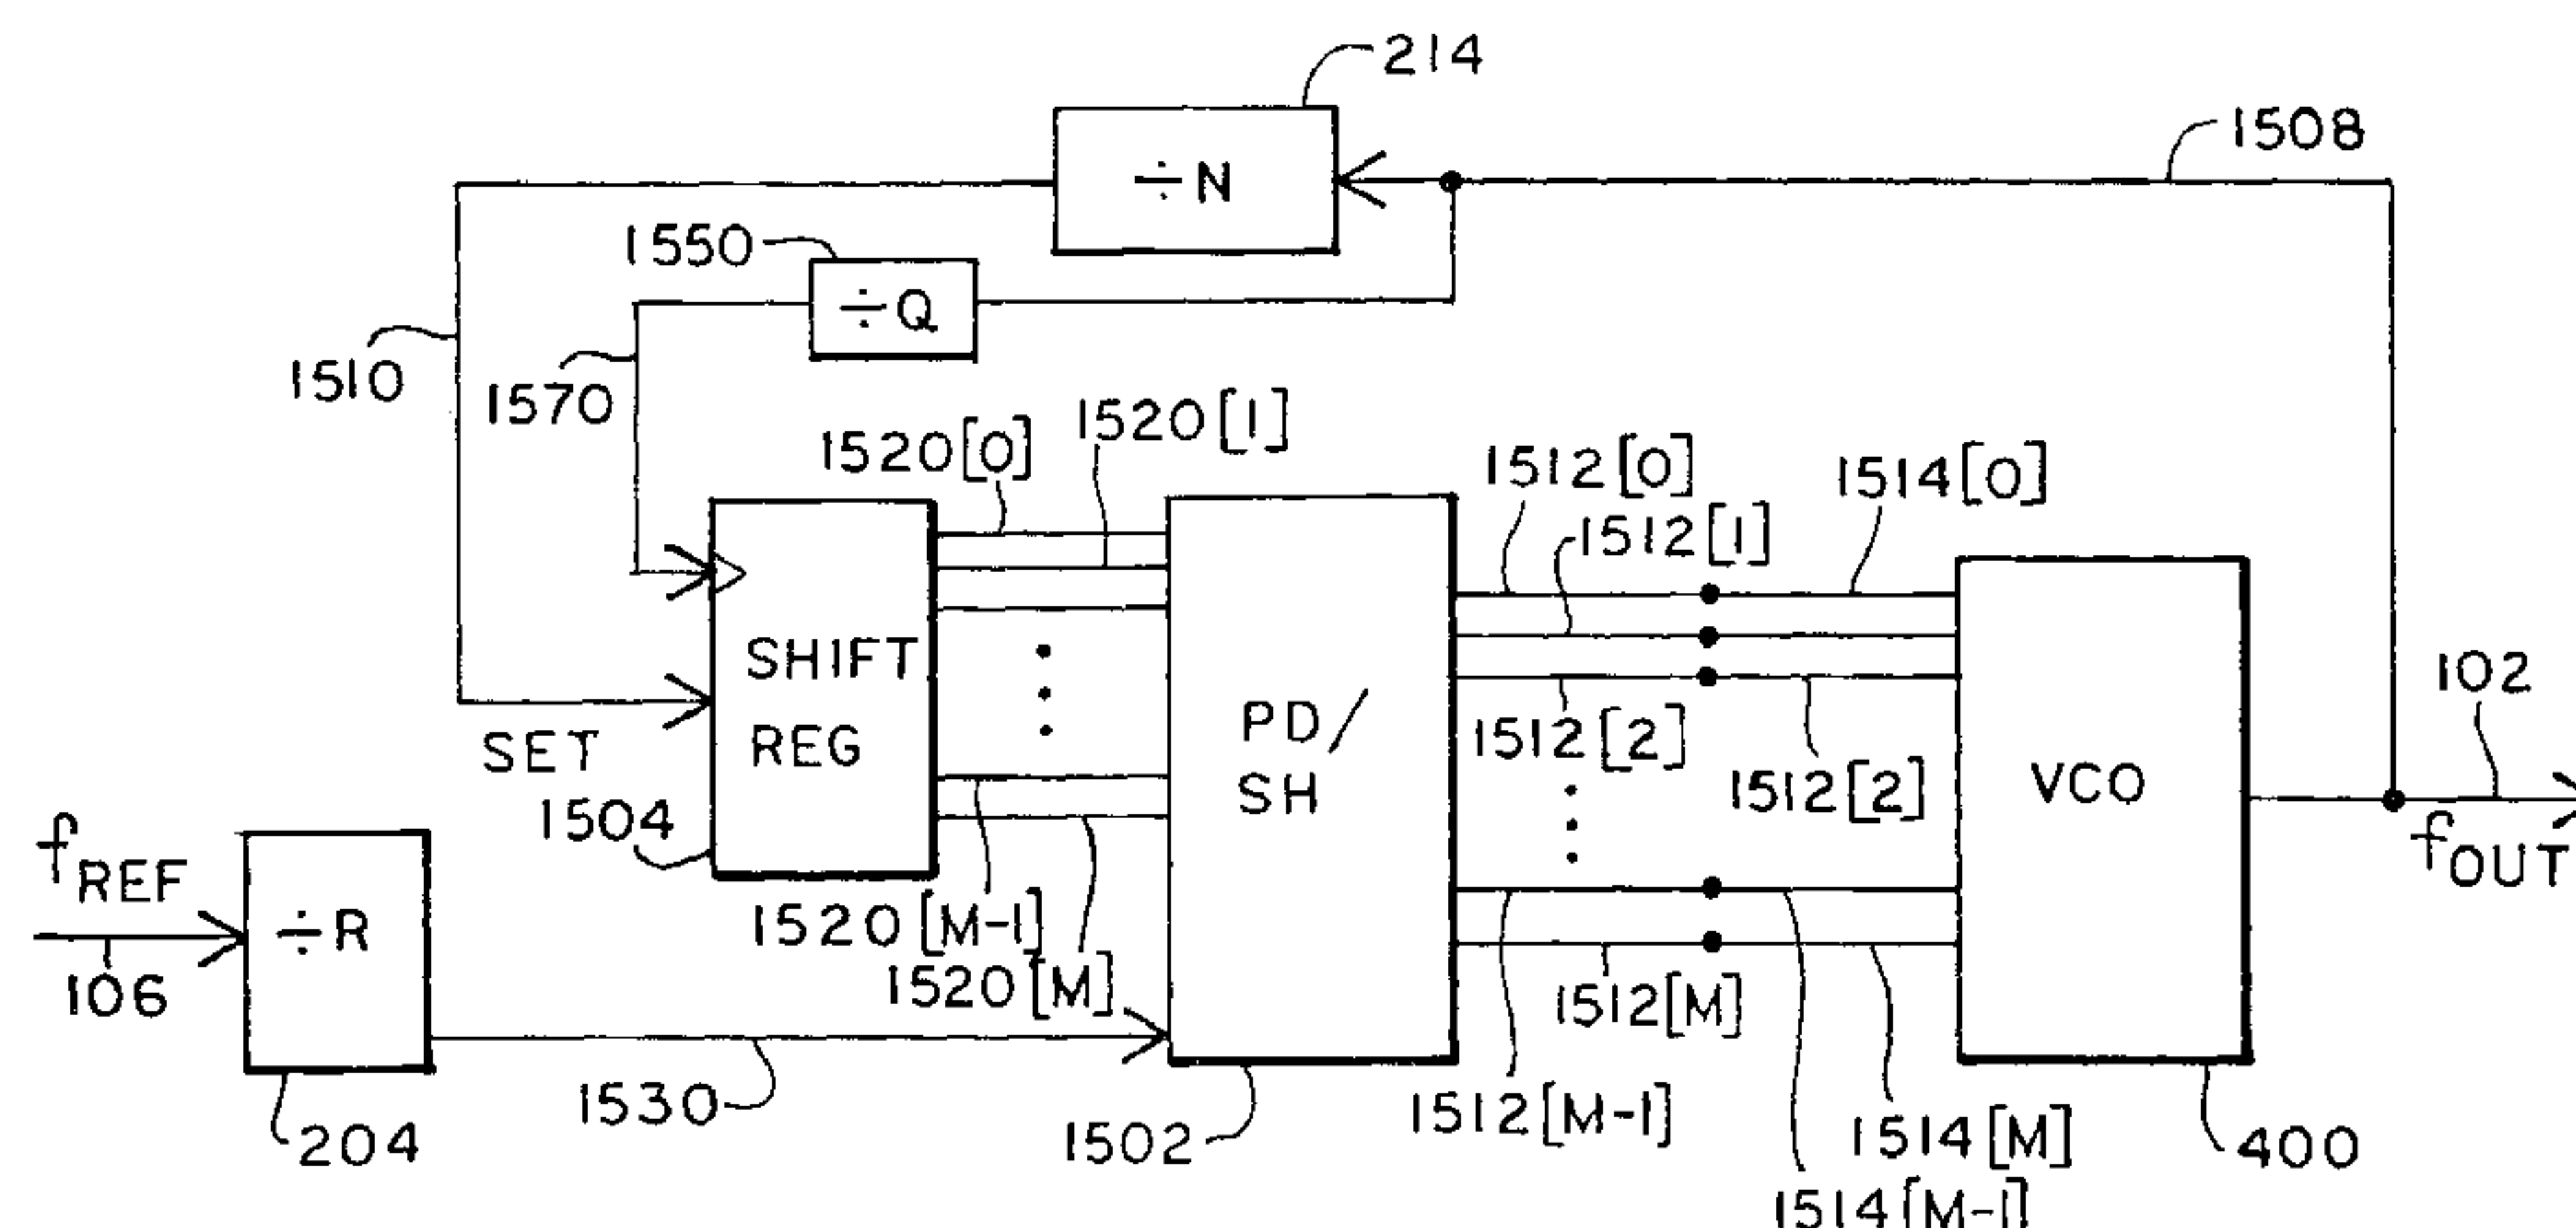 214
1508
÷N
1550
÷Q
1510
1570
1520[0]
1520[1]
1512[0]
1514[0]
1512[1]
SHIFT
REG
SET
PD/
SH
1512[2]
1512[2]
VCO
102
fOUT
1504
fREF
÷R
106
1520[M-1]
1520[M]
1512[M]
1530
204
1502
1512[M-1]
1514[M]
1514[M-1]
400